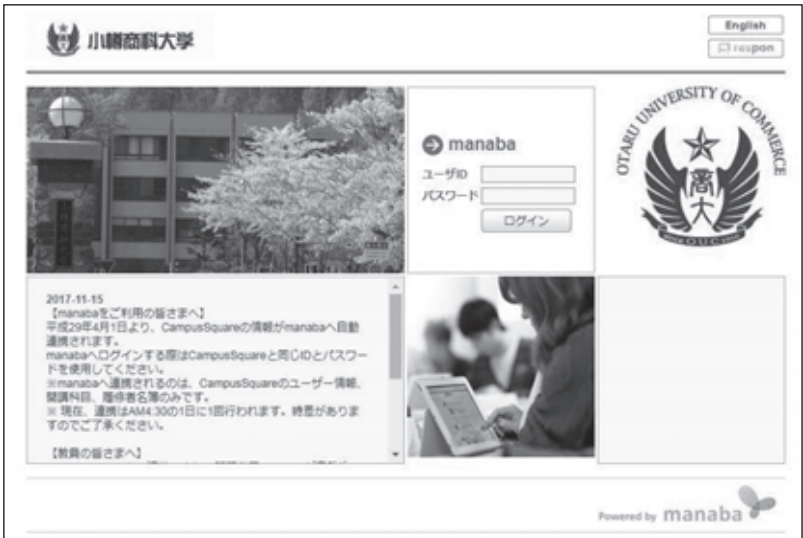 小樽商科大学
English
respon
manaba
ユーザID
パスワード
ログイン
OTARU UNIVERSITY OF COMMERCE
商
大
O U C
2017-11-15
【manabaをご利用の皆さまへ】
平成29年4月1日より、CampusSquareの情報がmanabaへ自動
連携されます。
manabaへログインする際はCampusSquareと同じIDとパスワー
ドを使用してください。
※manabaへ連携されるのは、CampusSquareのユーザー情報、
開講科目、履修者名簿のみです。
※ 現在、連携はAM4:30の1日に1回行われます。時差がありま
すのでご了承ください。
【教員の皆さまへ】
Powered by manaba